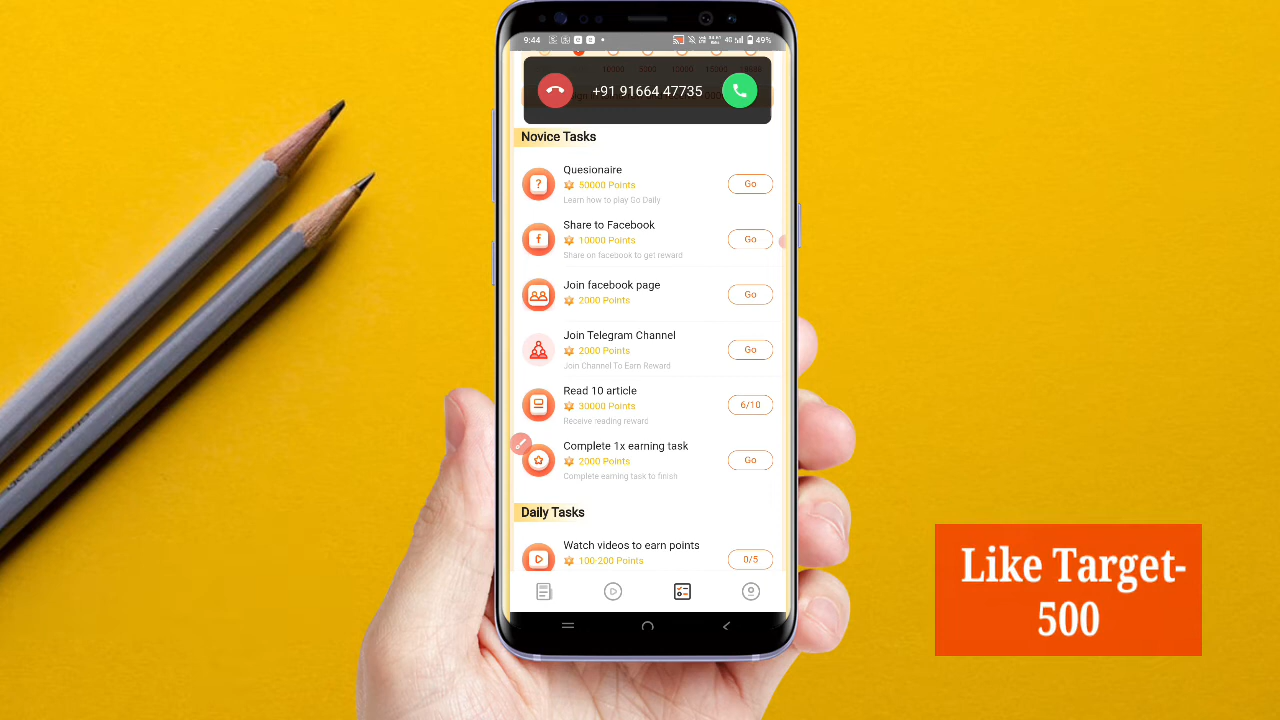 9:44
4G
49%
+91 91664 47735
Novice Tasks
Quesionaire
50000 Points
Learn how to play Go Daily
Go
Share to Facebook
10000 Points
Share on facebook to get reward
Go
Join facebook page
2000 Points
Go
Join Telegram Channel
2000 Points
Join Channel To Earn Reward
Go
Read 10 article
30000 Points
Receive reading reward
6/10
Complete 1x earning task
2000 Points
Complete earning task to finish
Go
Daily Tasks
Watch videos to earn points
100-200 Points
0/5
Like Target-
500